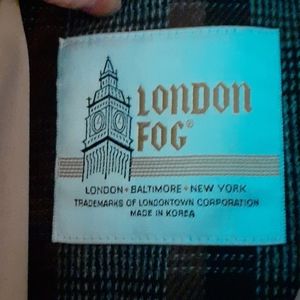 LONDON
FOG®
LONDON • BALTIMORE • NEW YORK
TRADEMARKS OF LONDONTOWN CORPORATION
MADE IN KOREA